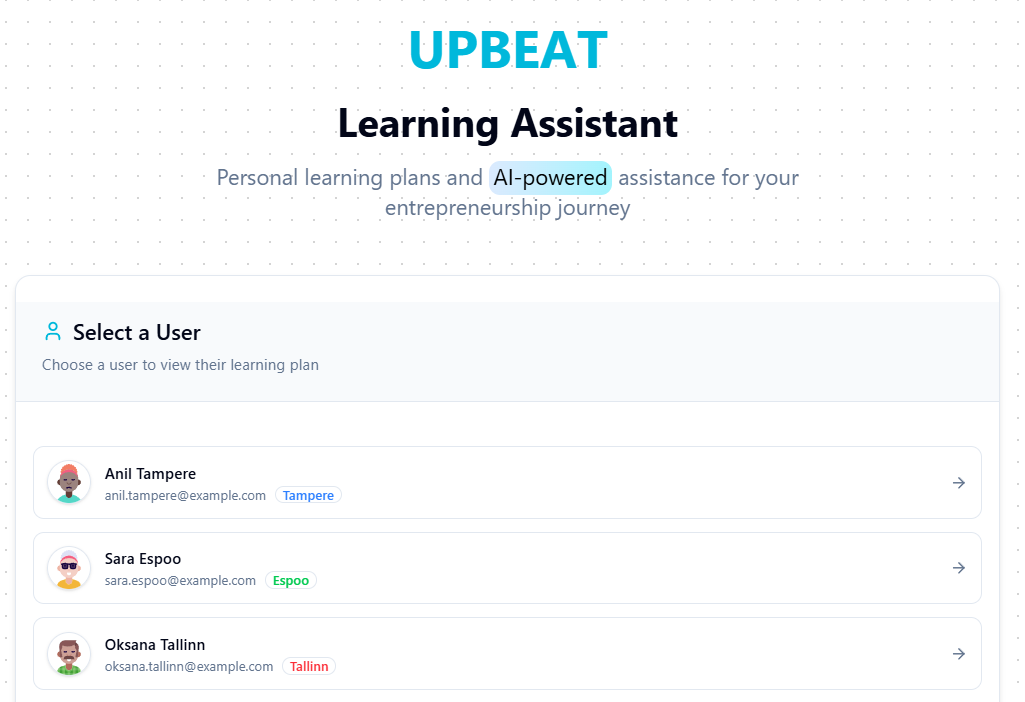 UPBEAT
Learning Assistant
Personal learning plans and AI-powered assistance for your
entrepreneurship journey
Select a User
Choose a user to view their learning plan
Anil Tampere
anil.tampere@example.com Tampere
Sara Espoo
sara.espoo@example.com Espoo
Oksana Tallinn
oksana.tallinn@example.com Tallinn